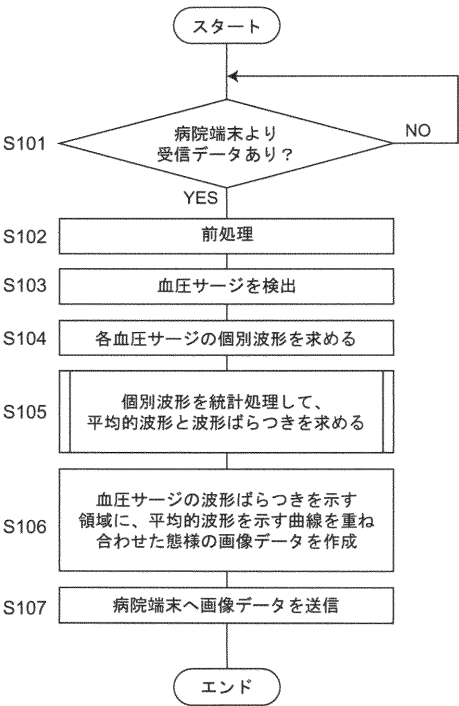 スタート
S101
病院端末より
受信データあり？
NO
YES
S102
前処理
S103
血圧サージを検出
S104
各血圧サージの個別波形を求める
S105
個別波形を統計処理して、
平均的波形と波形ばらつきを求める
S106
血圧サージの波形ばらつきを示す
領域に、平均的波形を示す曲線を重ね
合わせた態様の画像データを作成
S107
病院端末へ画像データを送信
エンド